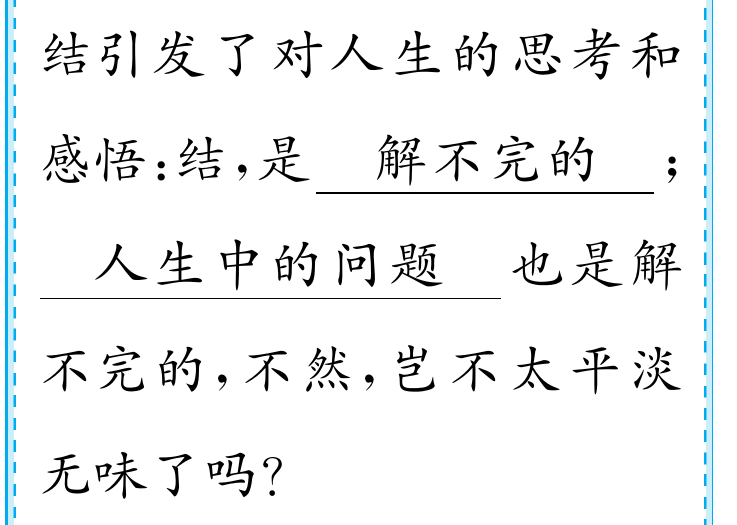 结引发了对人生的思考和
感悟:结,是 解不完的 ;
人生中的问题 也是解
不完的,不然,岂不太平淡
无味了吗?